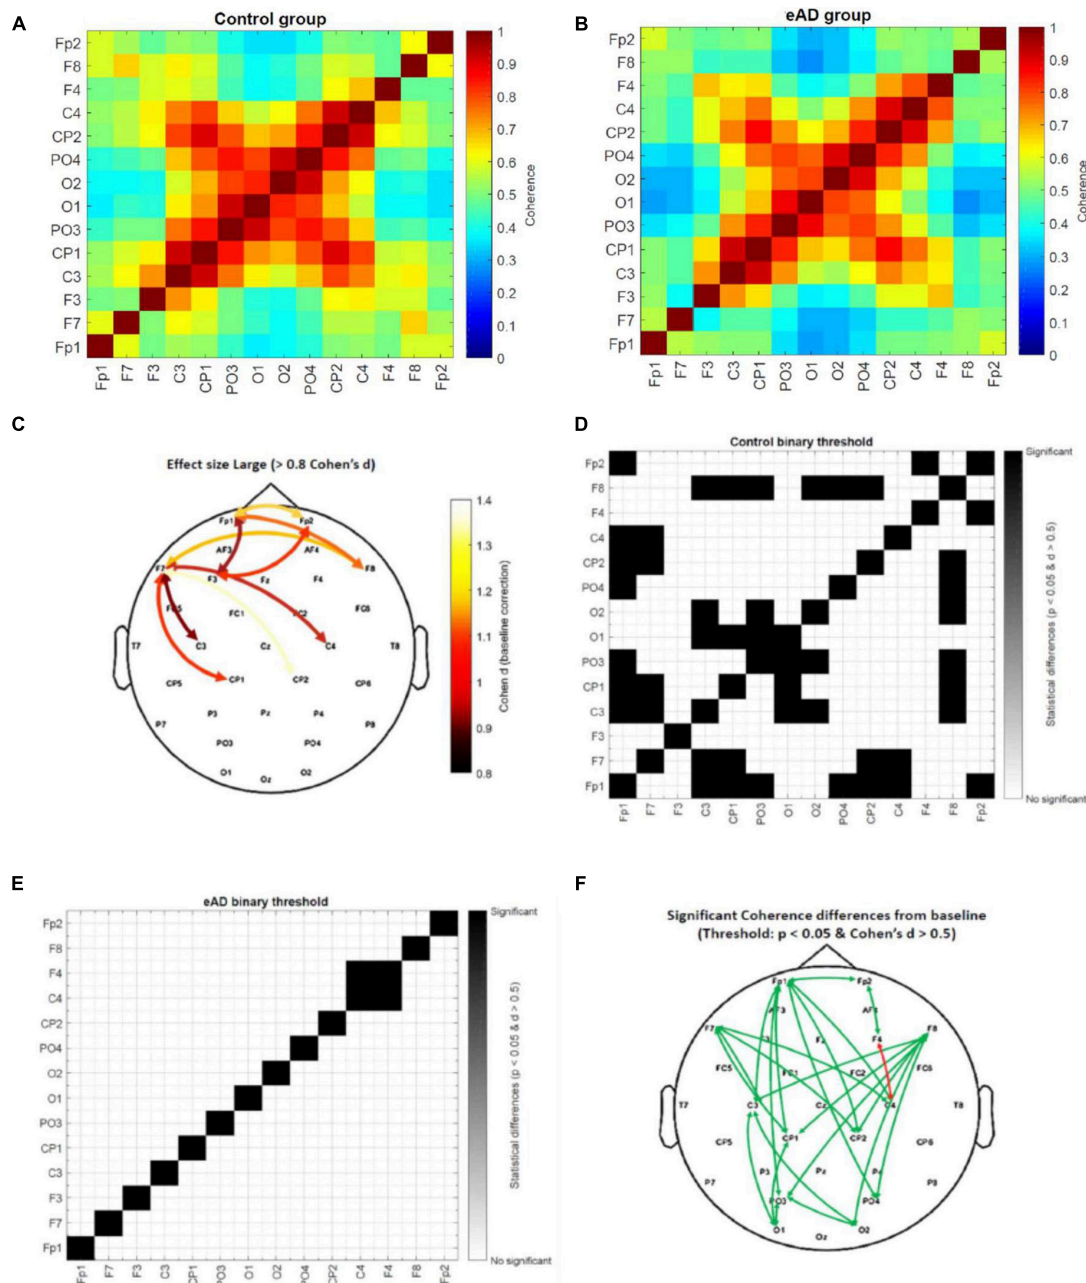 A
Control group
Fp2
F8
F4
C4
CP2
PO4
O2
O1
PO3
CP1
C3
F3
F7
Fp1
Fp1 F7 F3 C3 CP1 PO3 O1 O2 PO4 CP2 C4 F4 F8 Fp2
1
0.9
0.8
0.7
0.6
0.5
0.4
0.3
0.2
0.1
0
Coherence
B
eAD group
Fp2
F8
F4
C4
CP2
PO4
O2
O1
PO3
CP1
C3
F3
F7
Fp1
Fp1 F7 F3 C3 CP1 PO3 O1 O2 PO4 CP2 C4 F4 F8 Fp2
1
0.9
0.8
0.7
0.6
0.5
0.4
0.3
0.2
0.1
0
Coherence
C
Effect size Large (> 0.8 Cohen's d)
Fp1 Fp2
AF3 AF4
F7 F3 Fz F4 F8
FC5 FC1 FC2 FC6
T7 C3 Cz C4 T8
CP5 CP1 CP2 CP6
P7 P3 Pz P4 P8
PO3 PO4
O1 Oz O2
1.4
1.3
1.2
1.1
1
0.9
0.8
Cohen d (baseline correction)
D
Control binary threshold
Fp2
F8
F4
C4
CP2
PO4
O2
O1
PO3
CP1
C3
F3
F7
Fp1
Fp1 F7 F3 C3 CP1 PO3 O1 O2 PO4 CP2 C4 F4 F8 Fp2
Significant
No significant
Statistical differences (p < 0.05 & d > 0.5)
E
eAD binary threshold
Fp2
F8
F4
C4
CP2
PO4
O2
O1
PO3
CP1
C3
F3
F7
Fp1
Fp1 F7 F3 C3 CP1 PO3 O1 O2 PO4 CP2 C4 F4 F8 Fp2
Significant
No significant
Statistical differences (p < 0.05 & d > 0.5)
F
Significant Coherence differences from baseline
(Threshold: p < 0.05 & Cohen's d > 0.5)
Fp1 Fp2
AF3
F7 Fz F4 F8
FC5 FC1 FC2 FC6
T7 C3 Cz C4 T8
CP5 CP1 CP2 CP6
P7 P3 Pz P8
PO3 PO4
O1 Oz O2